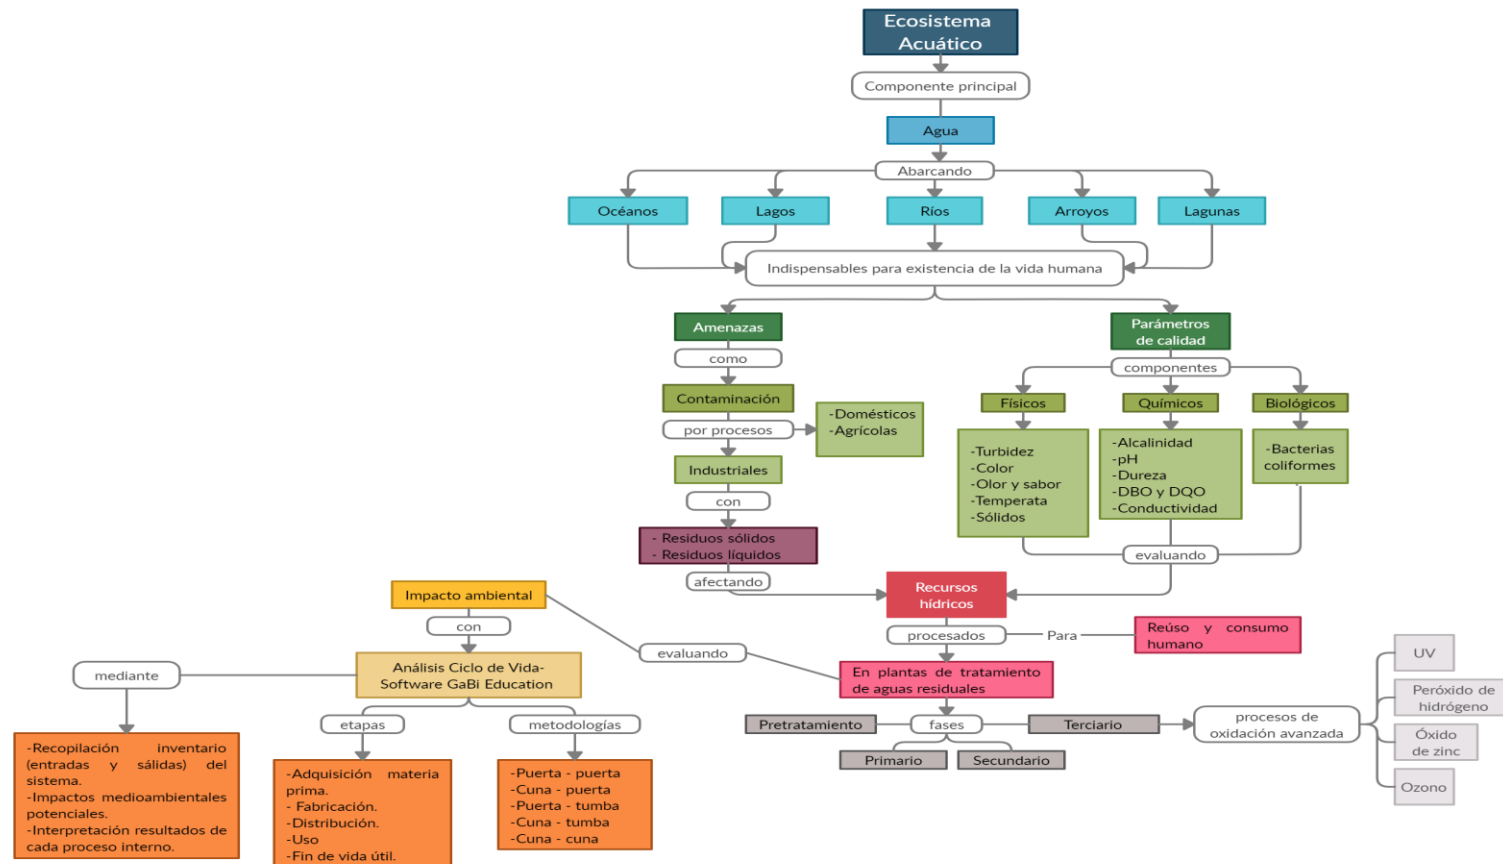 Ecosistema
Acuático
Componente principal
Agua
Abarcando
Océanos
Lagos
Ríos
Arroyos
Lagunas
Indispensables para existencia de la vida humana
Amenazas
como
Contaminación
por procesos
-Domésticos
-Agrícolas
Industriales
con
- Residuos sólidos
- Residuos líquidos
afectando
Parámetros
de calidad
componentes
Físicos
Químicos
Biológicos
-Turbidez
-Color
-Olor y sabor
-Temperata
-Sólidos
-Alcalinidad
-pH
-Dureza
-DBO y DQO
-Conductividad
-Bacterias
coliformes
evaluando
Recursos
hídricos
procesados
Para
Reúso y consumo
humano
En plantas de tratamiento
de aguas residuales
Pretratamiento
fases
Terciario
Primario
Secundario
procesos de
oxidación avanzada
UV
Peróxido de
hidrógeno
Óxido
de zinc
Ozono
Impacto ambiental
con
evaluando
Análisis Ciclo de Vida-
Software GaBi Education
mediante
etapas
metodologías
-Recopilación inventario
(entradas y sálidas) del
sistema.
-Impactos medioambientales
potenciales.
-Interpretación resultados de
cada proceso interno.
-Adquisición materia
prima.
- Fabricación.
-Distribución.
-Uso
-Fin de vida útil.
-Puerta - puerta
-Cuna - puerta
-Puerta - tumba
-Cuna - tumba
-Cuna - cuna